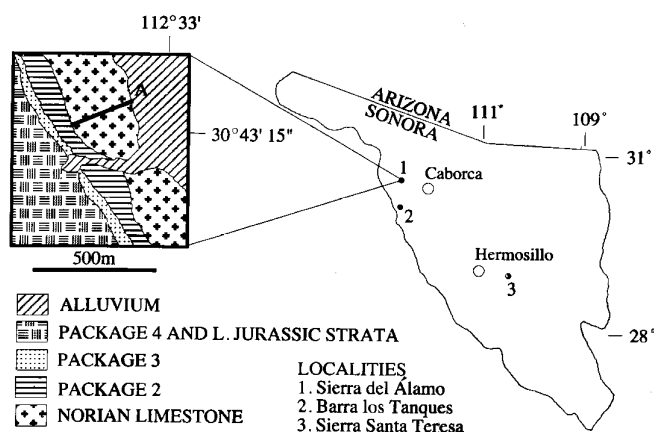 112°33'
A
30°43' 15"
500m
ALLUVIUM
PACKAGE 4 AND L. JURASSIC STRATA
PACKAGE 3
PACKAGE 2
NORIAN LIMESTONE
ARIZONA
SONORA
111°
109°
31°
1
Caborca
2
Hermosillo
3
28°
LOCALITIES
1. Sierra del Álamo
2. Barra los Tanques
3. Sierra Santa Teresa